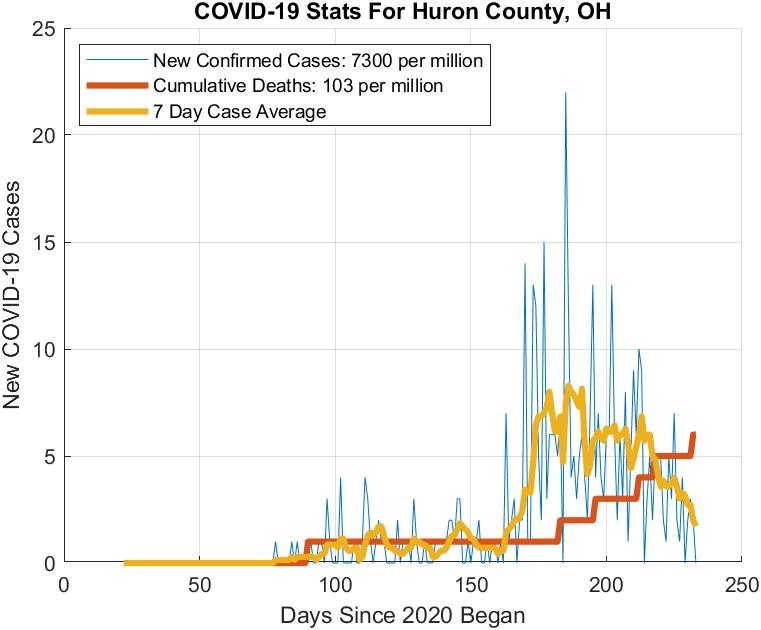 COVID-19 Stats For Huron County, OH
New Confirmed Cases: 7300 per million
Cumulative Deaths: 103 per million
7 Day Case Average
New COVID-19 Cases
25
20
15
10
5
0
0 50 100 150 200 250
Days Since 2020 Began